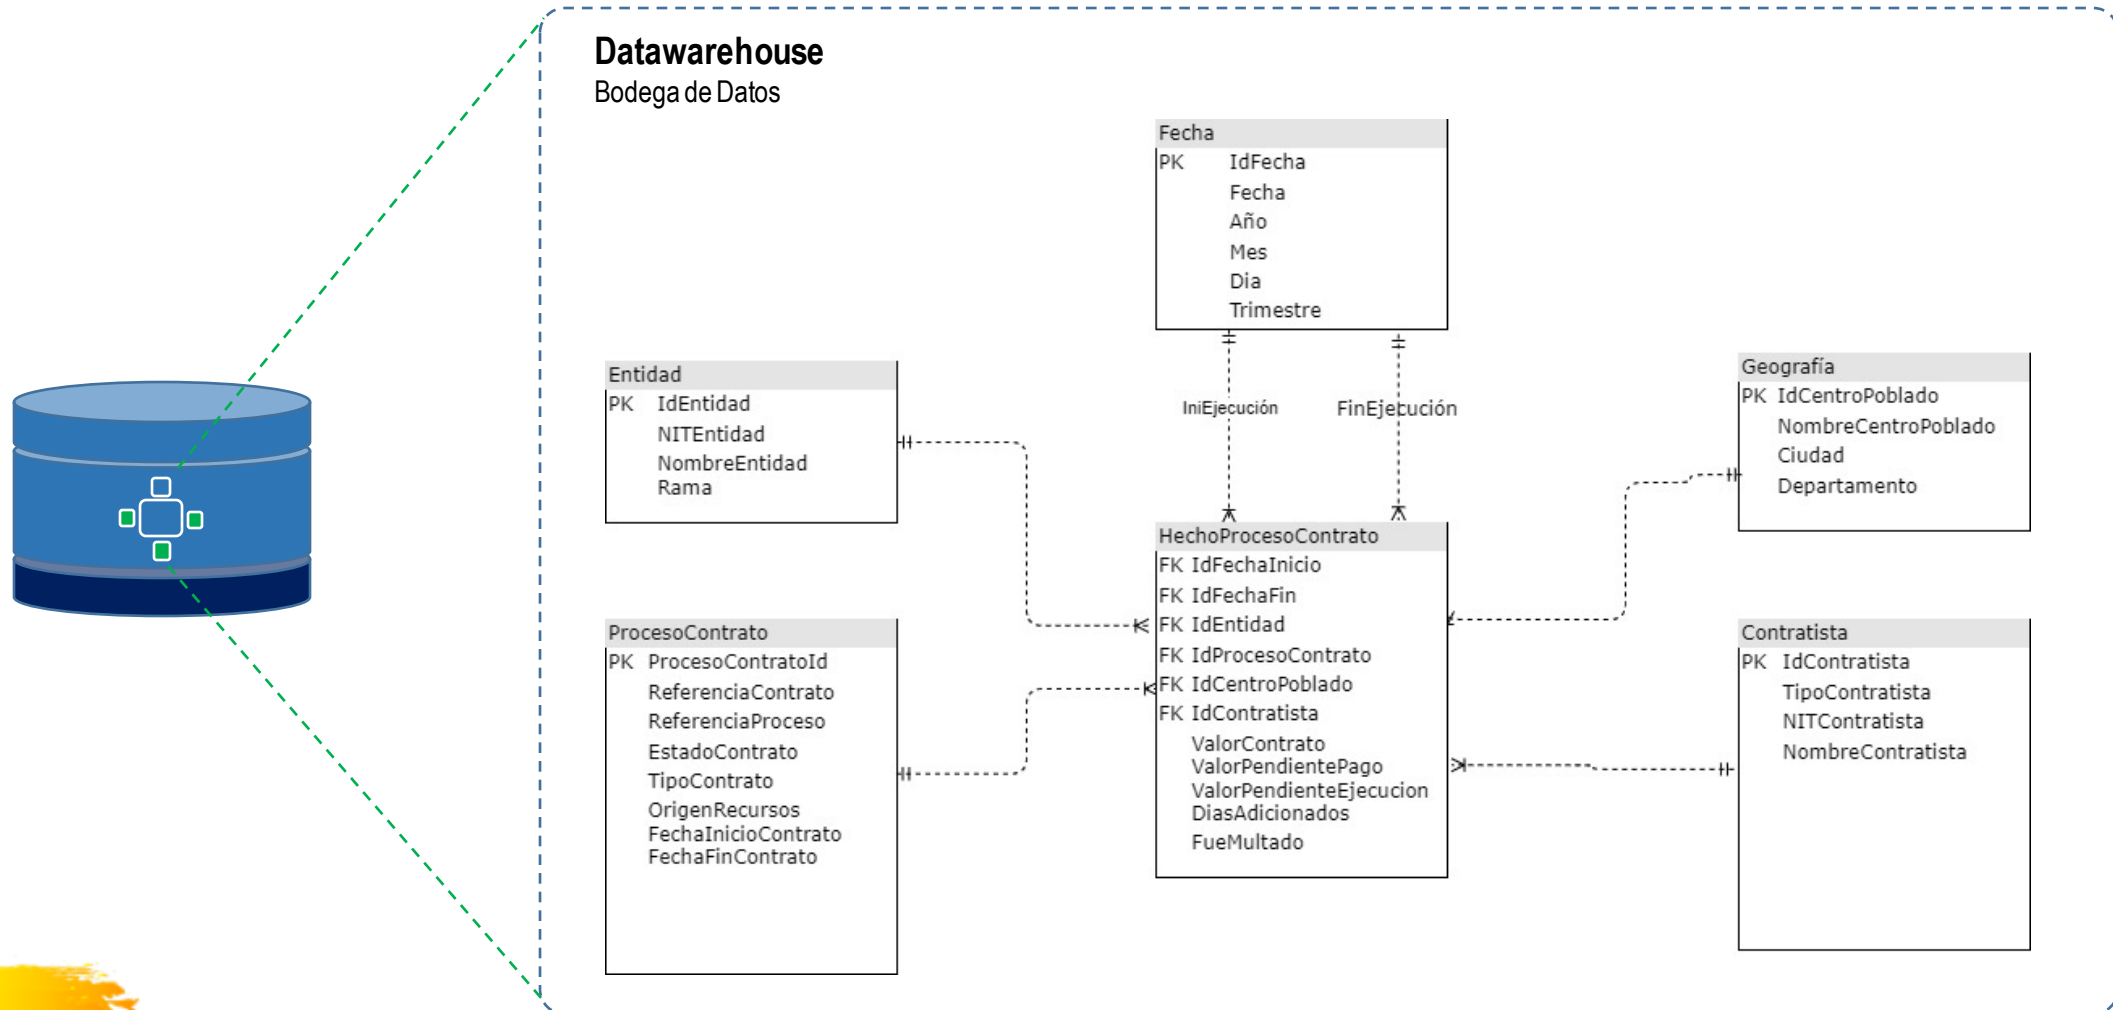 Datawarehouse
Bodega de Datos
Fecha
PK IdFecha
Fecha
Año
Mes
Dia
Trimestre
IniEjecución
FinEjecución
Entidad
PK IdEntidad
NITEntidad
NombreEntidad
Rama
Geografía
PK IdCentroPoblado
NombreCentroPoblado
Ciudad
Departamento
HechoProcesoContrato
FK IdFechaInicio
FK IdFechaFin
FK IdEntidad
FK IdProcesoContrato
FK IdCentroPoblado
FK IdContratista
ValorContrato
ValorPendientePago
ValorPendienteEjecucion
DiasAdicionados
FueMultado
ProcesoContrato
PK ProcesoContratoId
ReferenciaContrato
ReferenciaProceso
EstadoContrato
TipoContrato
OrigenRecursos
FechaInicioContrato
FechaFinContrato
Contratista
PK IdContratista
TipoContratista
NITContratista
NombreContratista